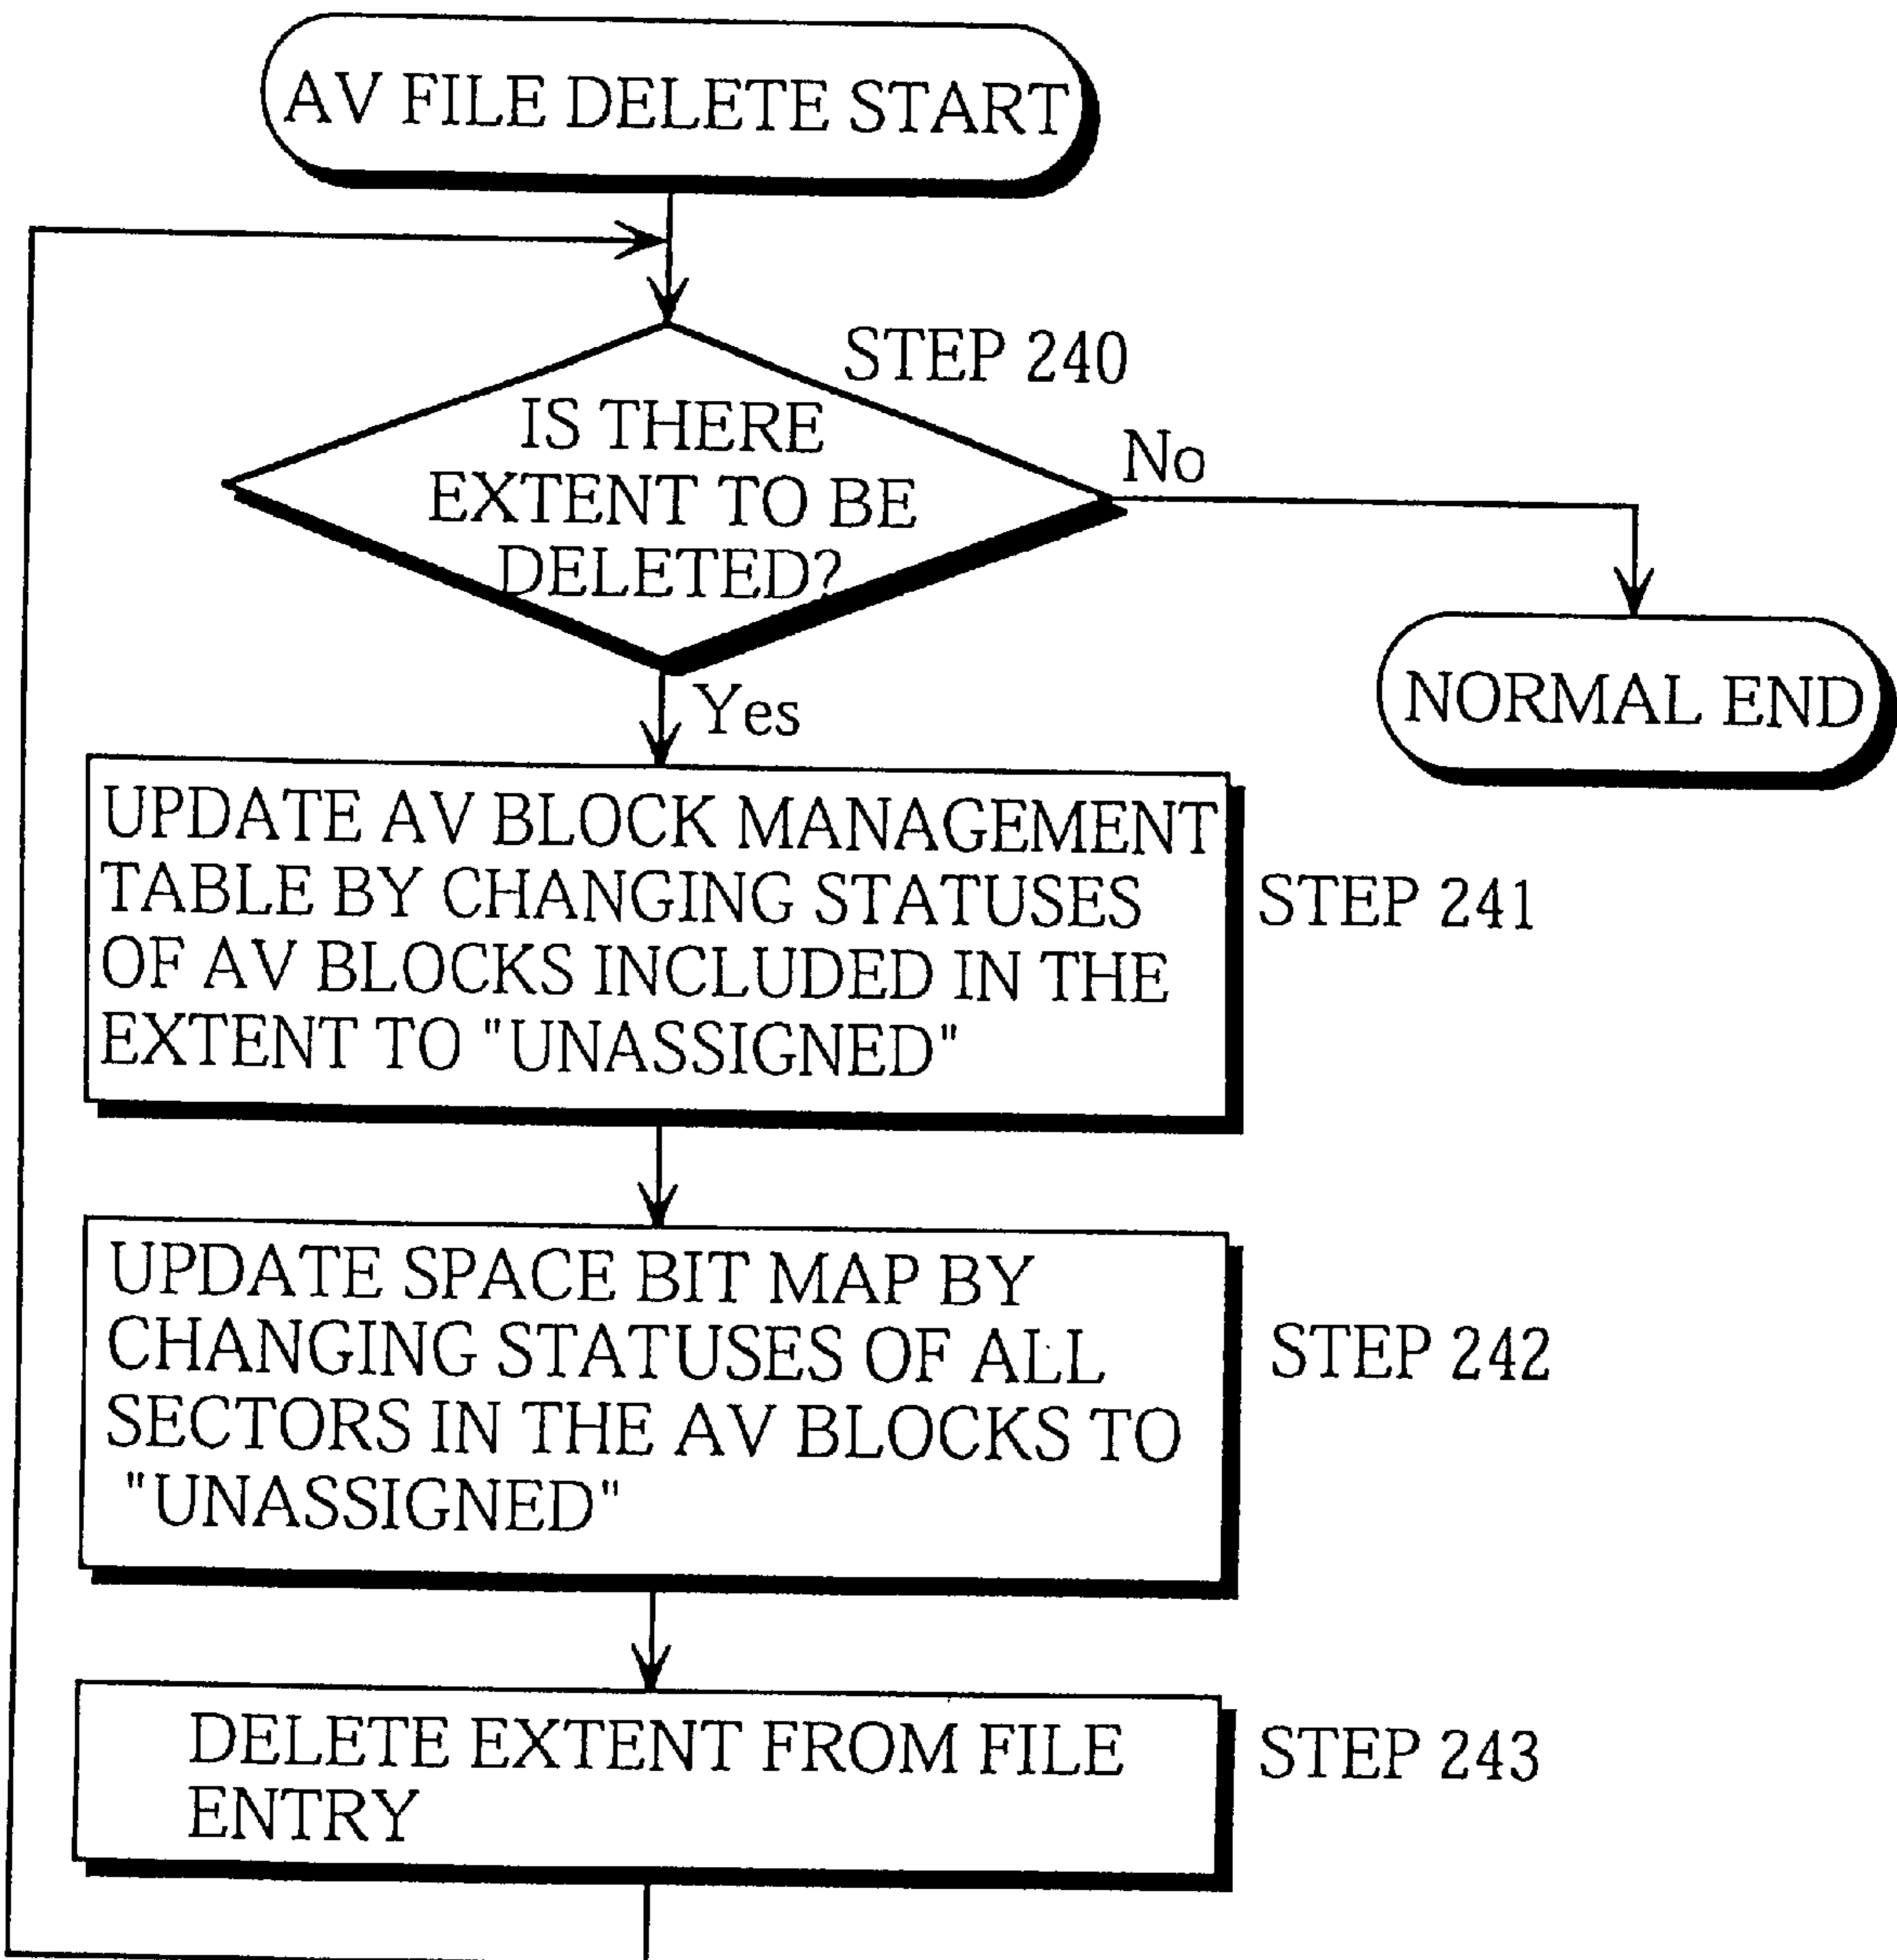 AV FILE DELETE START
STEP 240
IS THERE
EXTENT TO BE
DELETED?
No
NORMAL END
Yes
UPDATE AV BLOCK MANAGEMENT
TABLE BY CHANGING STATUSES
OF AV BLOCKS INCLUDED IN THE
EXTENT TO "UNASSIGNED"
STEP 241
UPDATE SPACE BIT MAP BY
CHANGING STATUSES OF ALL
SECTORS IN THE AV BLOCKS TO
"UNASSIGNED"
STEP 242
DELETE EXTENT FROM FILE
ENTRY
STEP 243